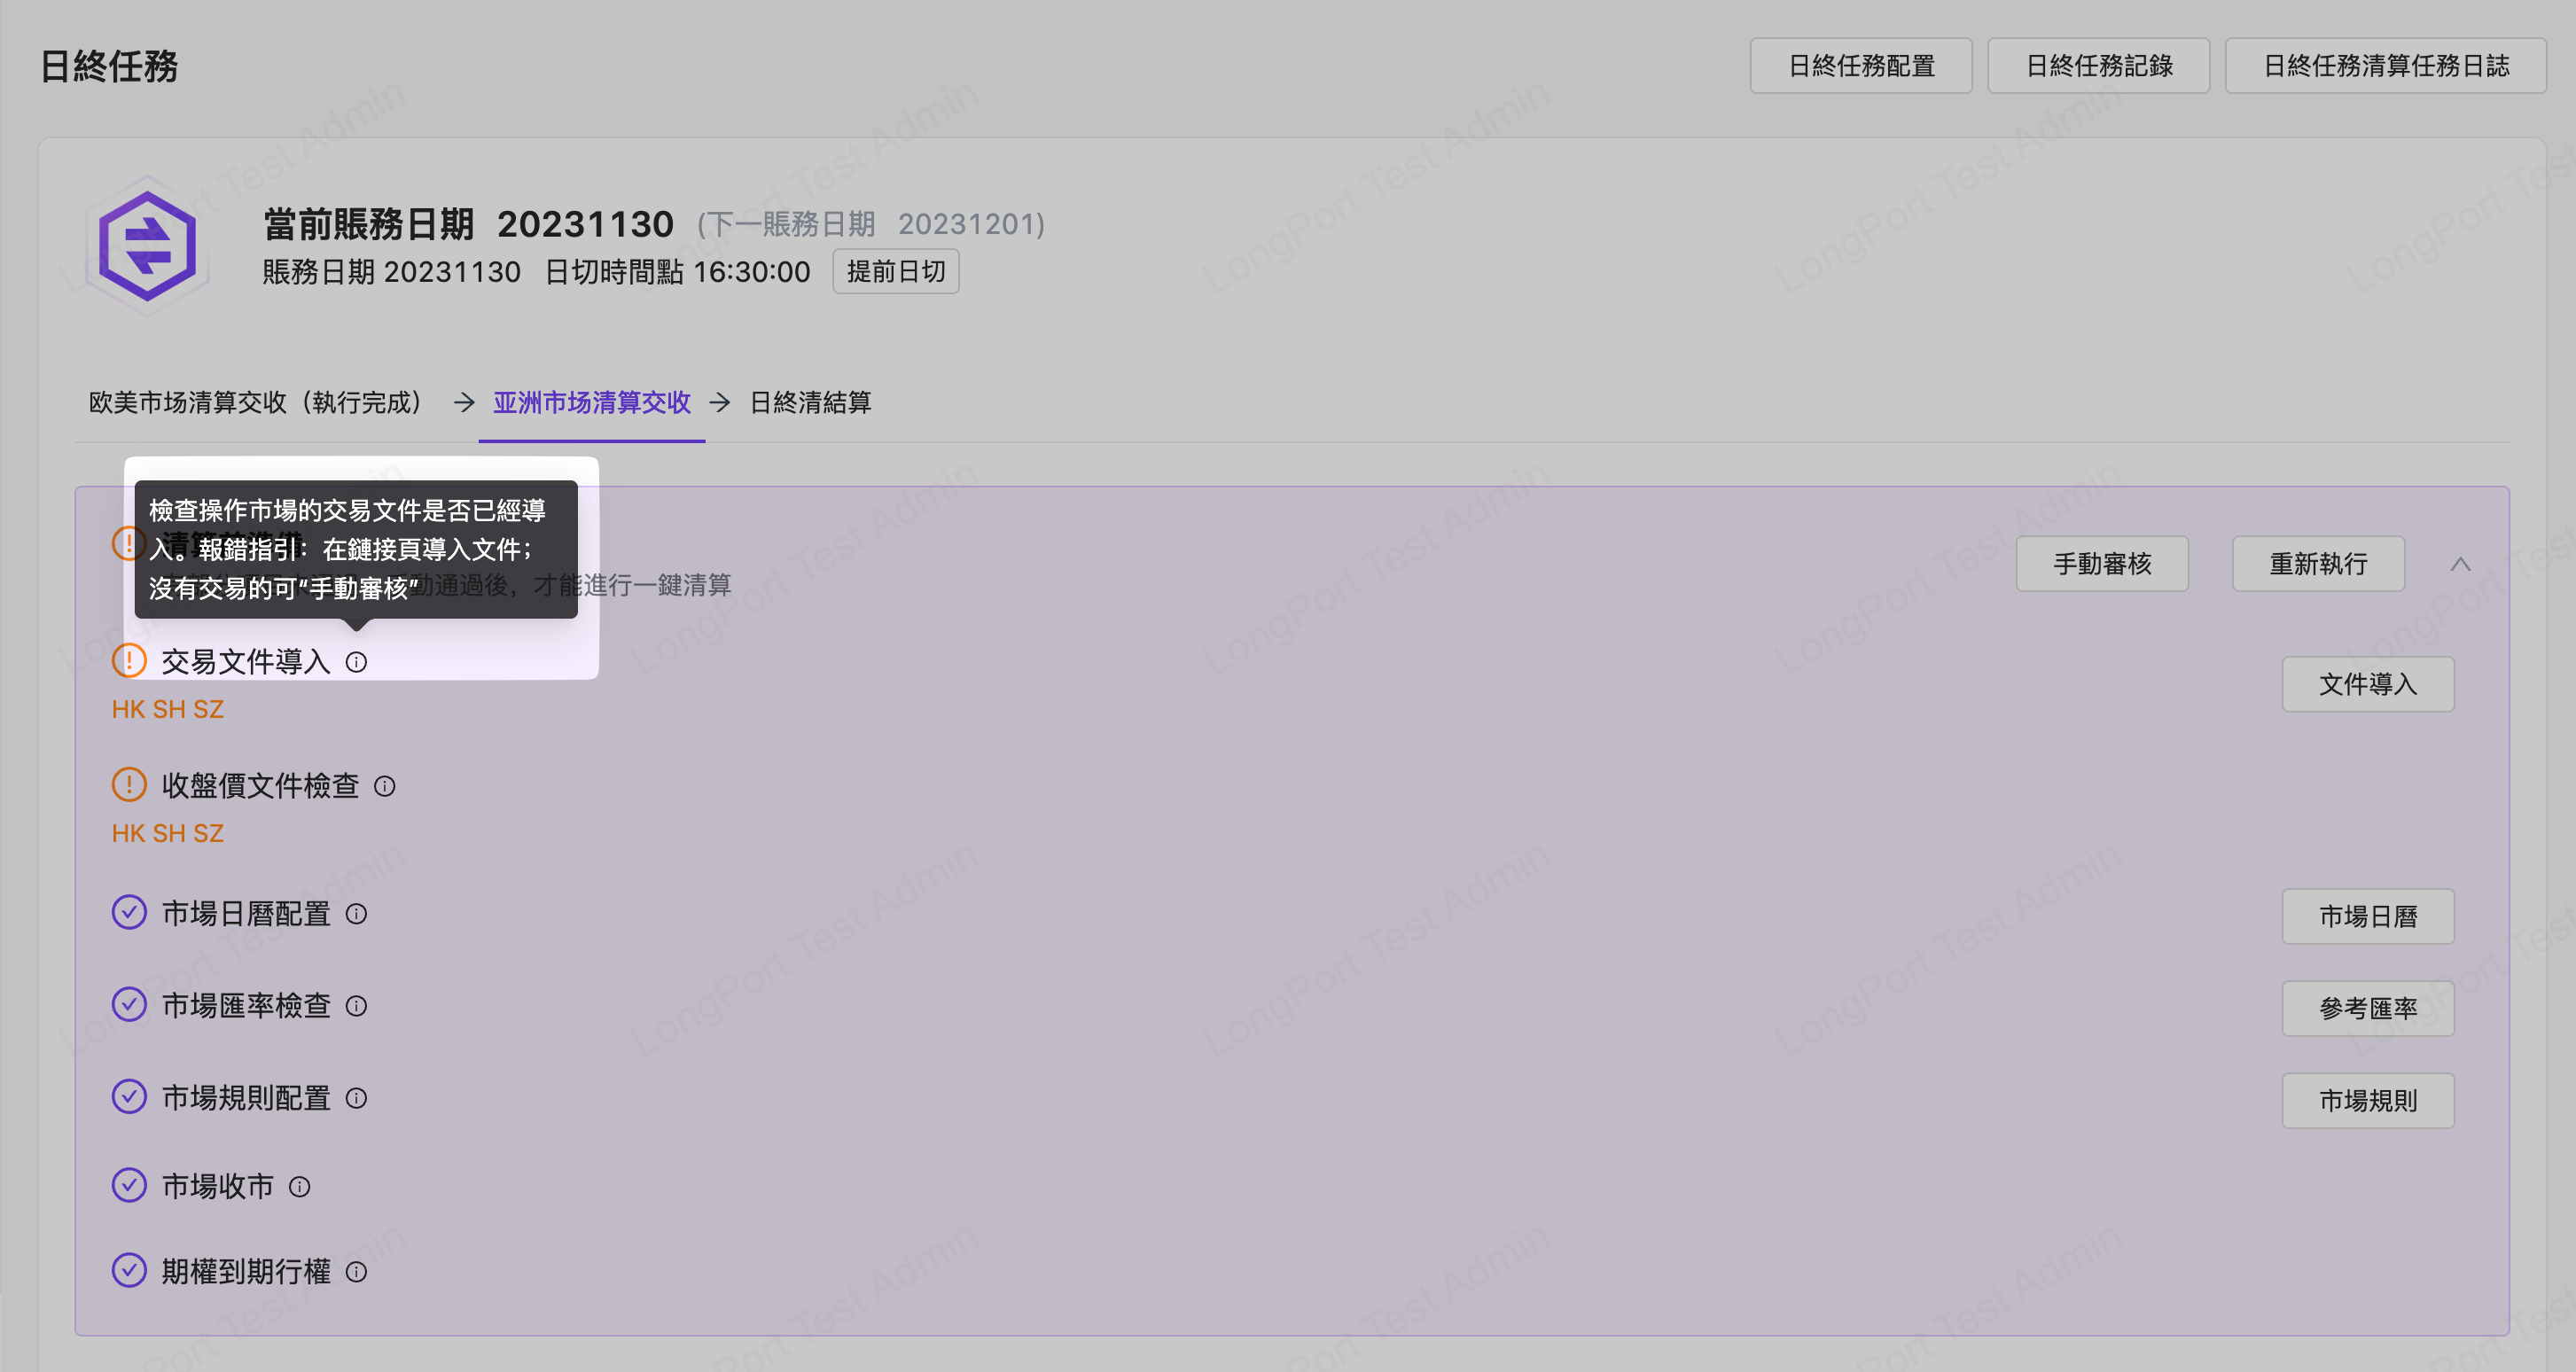 日終任務
日終任務配置
日終任務記錄
日終任務清算任務日誌
當前賬務日期 20231130 (下一賬務日期 20231201)
賬務日期 20231130 日切時間點 16:30:00 提前日切
欧美市场清算交收（執行完成） → 亚洲市场清算交收 → 日終清結算
檢查操作市場的交易文件是否已經導
入。報錯指引：在鏈接頁導入文件；
沒有交易的可“手動審核”
清算前準備
動通過後，才能進行一鍵清算
手動審核
重新執行
交易文件導入
文件導入
HK SH SZ
收盤價文件檢查
HK SH SZ
市場日曆配置
市場日曆
市場匯率檢查
參考匯率
市場規則配置
市場規則
市場收市
期權到期行權
LongPort Test Admin